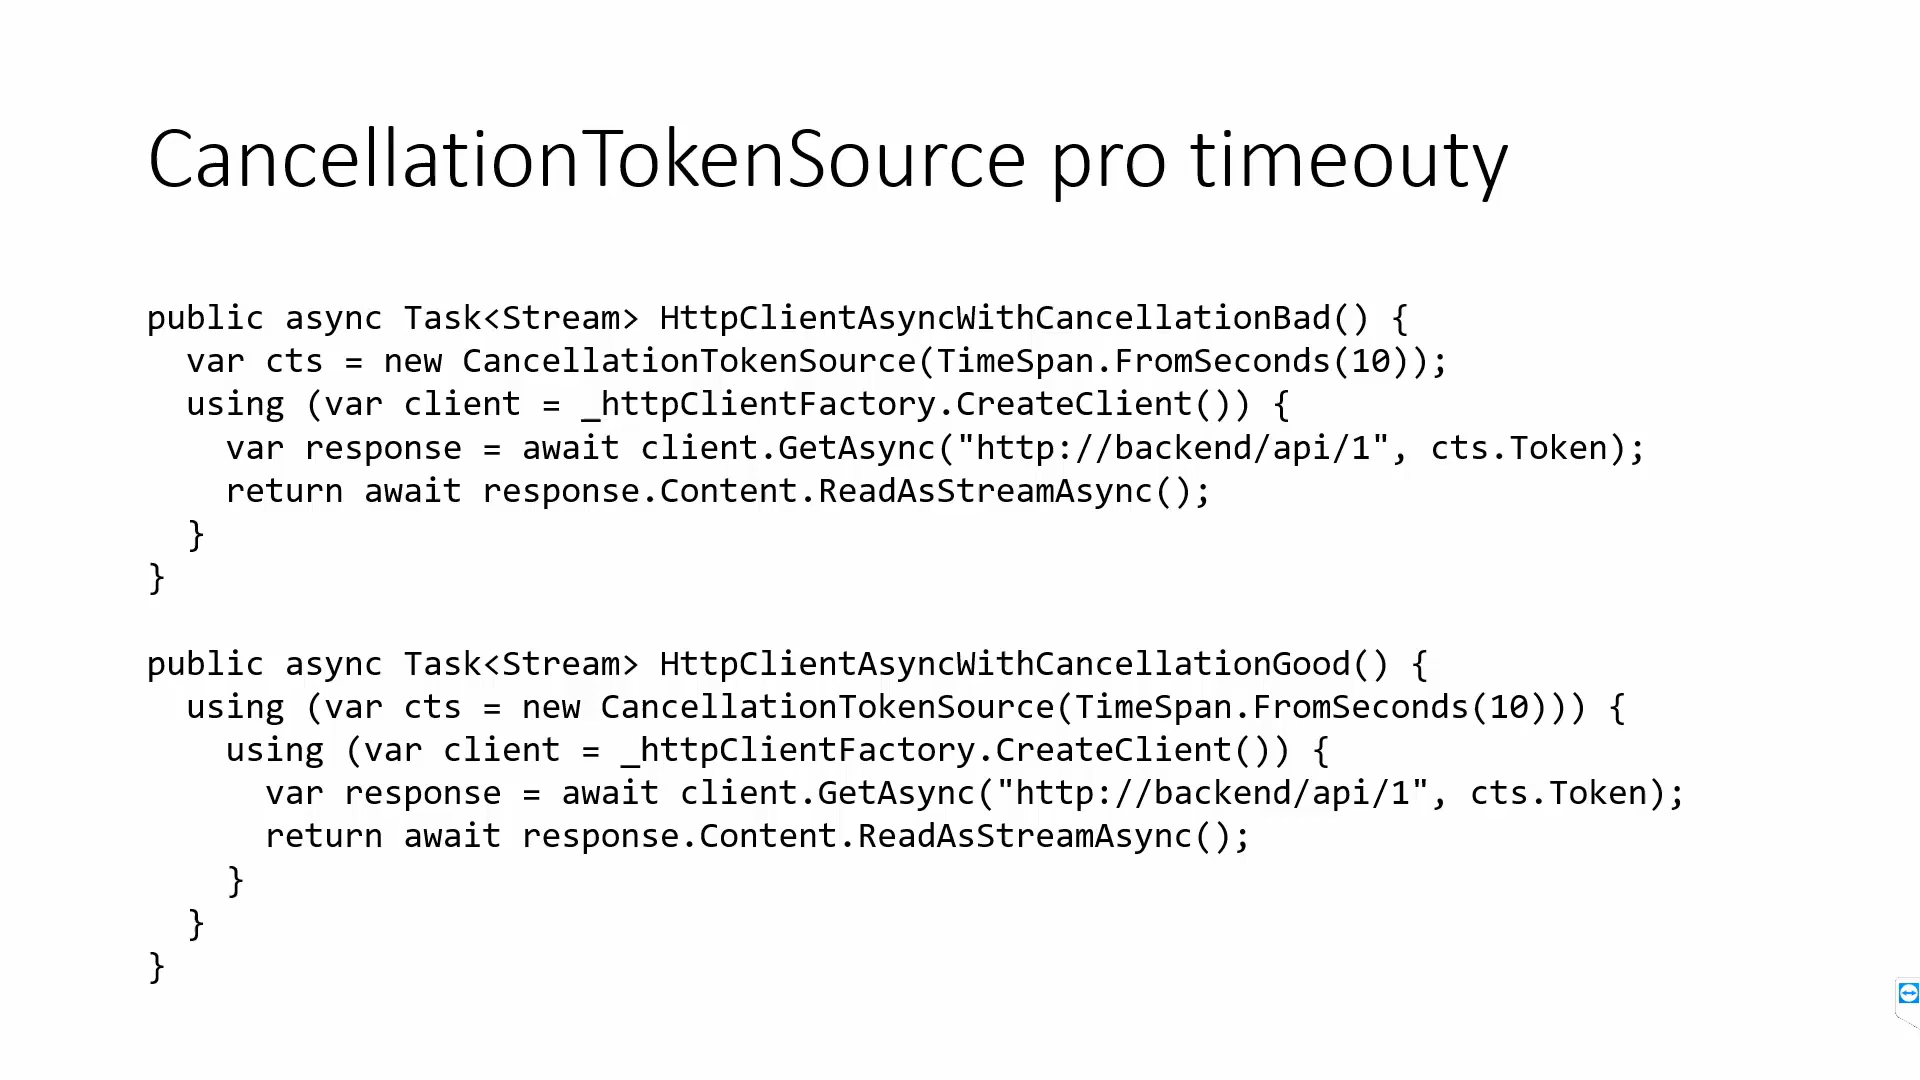 CancellationTokenSource pro timeouty
public async Task<Stream> HttpClientAsyncWithCancellationBad() {
  var cts = new CancellationTokenSource(TimeSpan.FromSeconds(10));
  using (var client = _httpClientFactory.CreateClient()) {
    var response = await client.GetAsync("http://backend/api/1", cts.Token);
    return await response.Content.ReadAsStreamAsync();
  }
}
public async Task<Stream> HttpClientAsyncWithCancellationGood() {
  using (var cts = new CancellationTokenSource(TimeSpan.FromSeconds(10))) {
    using (var client = _httpClientFactory.CreateClient()) {
      var response = await client.GetAsync("http://backend/api/1", cts.Token);
      return await response.Content.ReadAsStreamAsync();
    }
  }
}